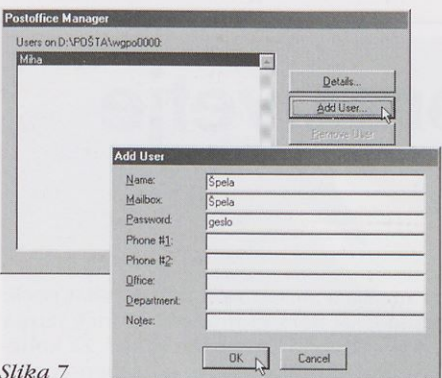 Postoffice Manager
Users on D:\POŠTA\wgpo0000:
Miha
Details...
Add User...
Remove User
Add User
Name: Špela
Mailbox: Špela
Password: geslo
Phone #1:
Phone #2:
Office:
Department:
Notes:
OK Cancel
Slika 7